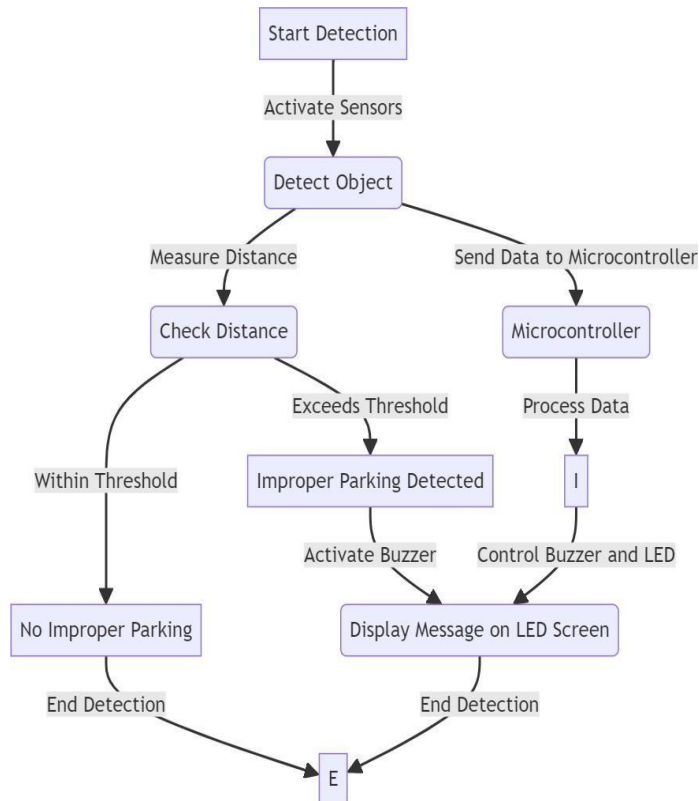 Start Detection
Activate Sensors
Detect Object
Measure Distance
Send Data to Microcontroller
Check Distance
Microcontroller
Exceeds Threshold
Process Data
Within Threshold
Improper Parking Detected
I
Activate Buzzer
Control Buzzer and LED
No Improper Parking
Display Message on LED Screen
End Detection
End Detection
E